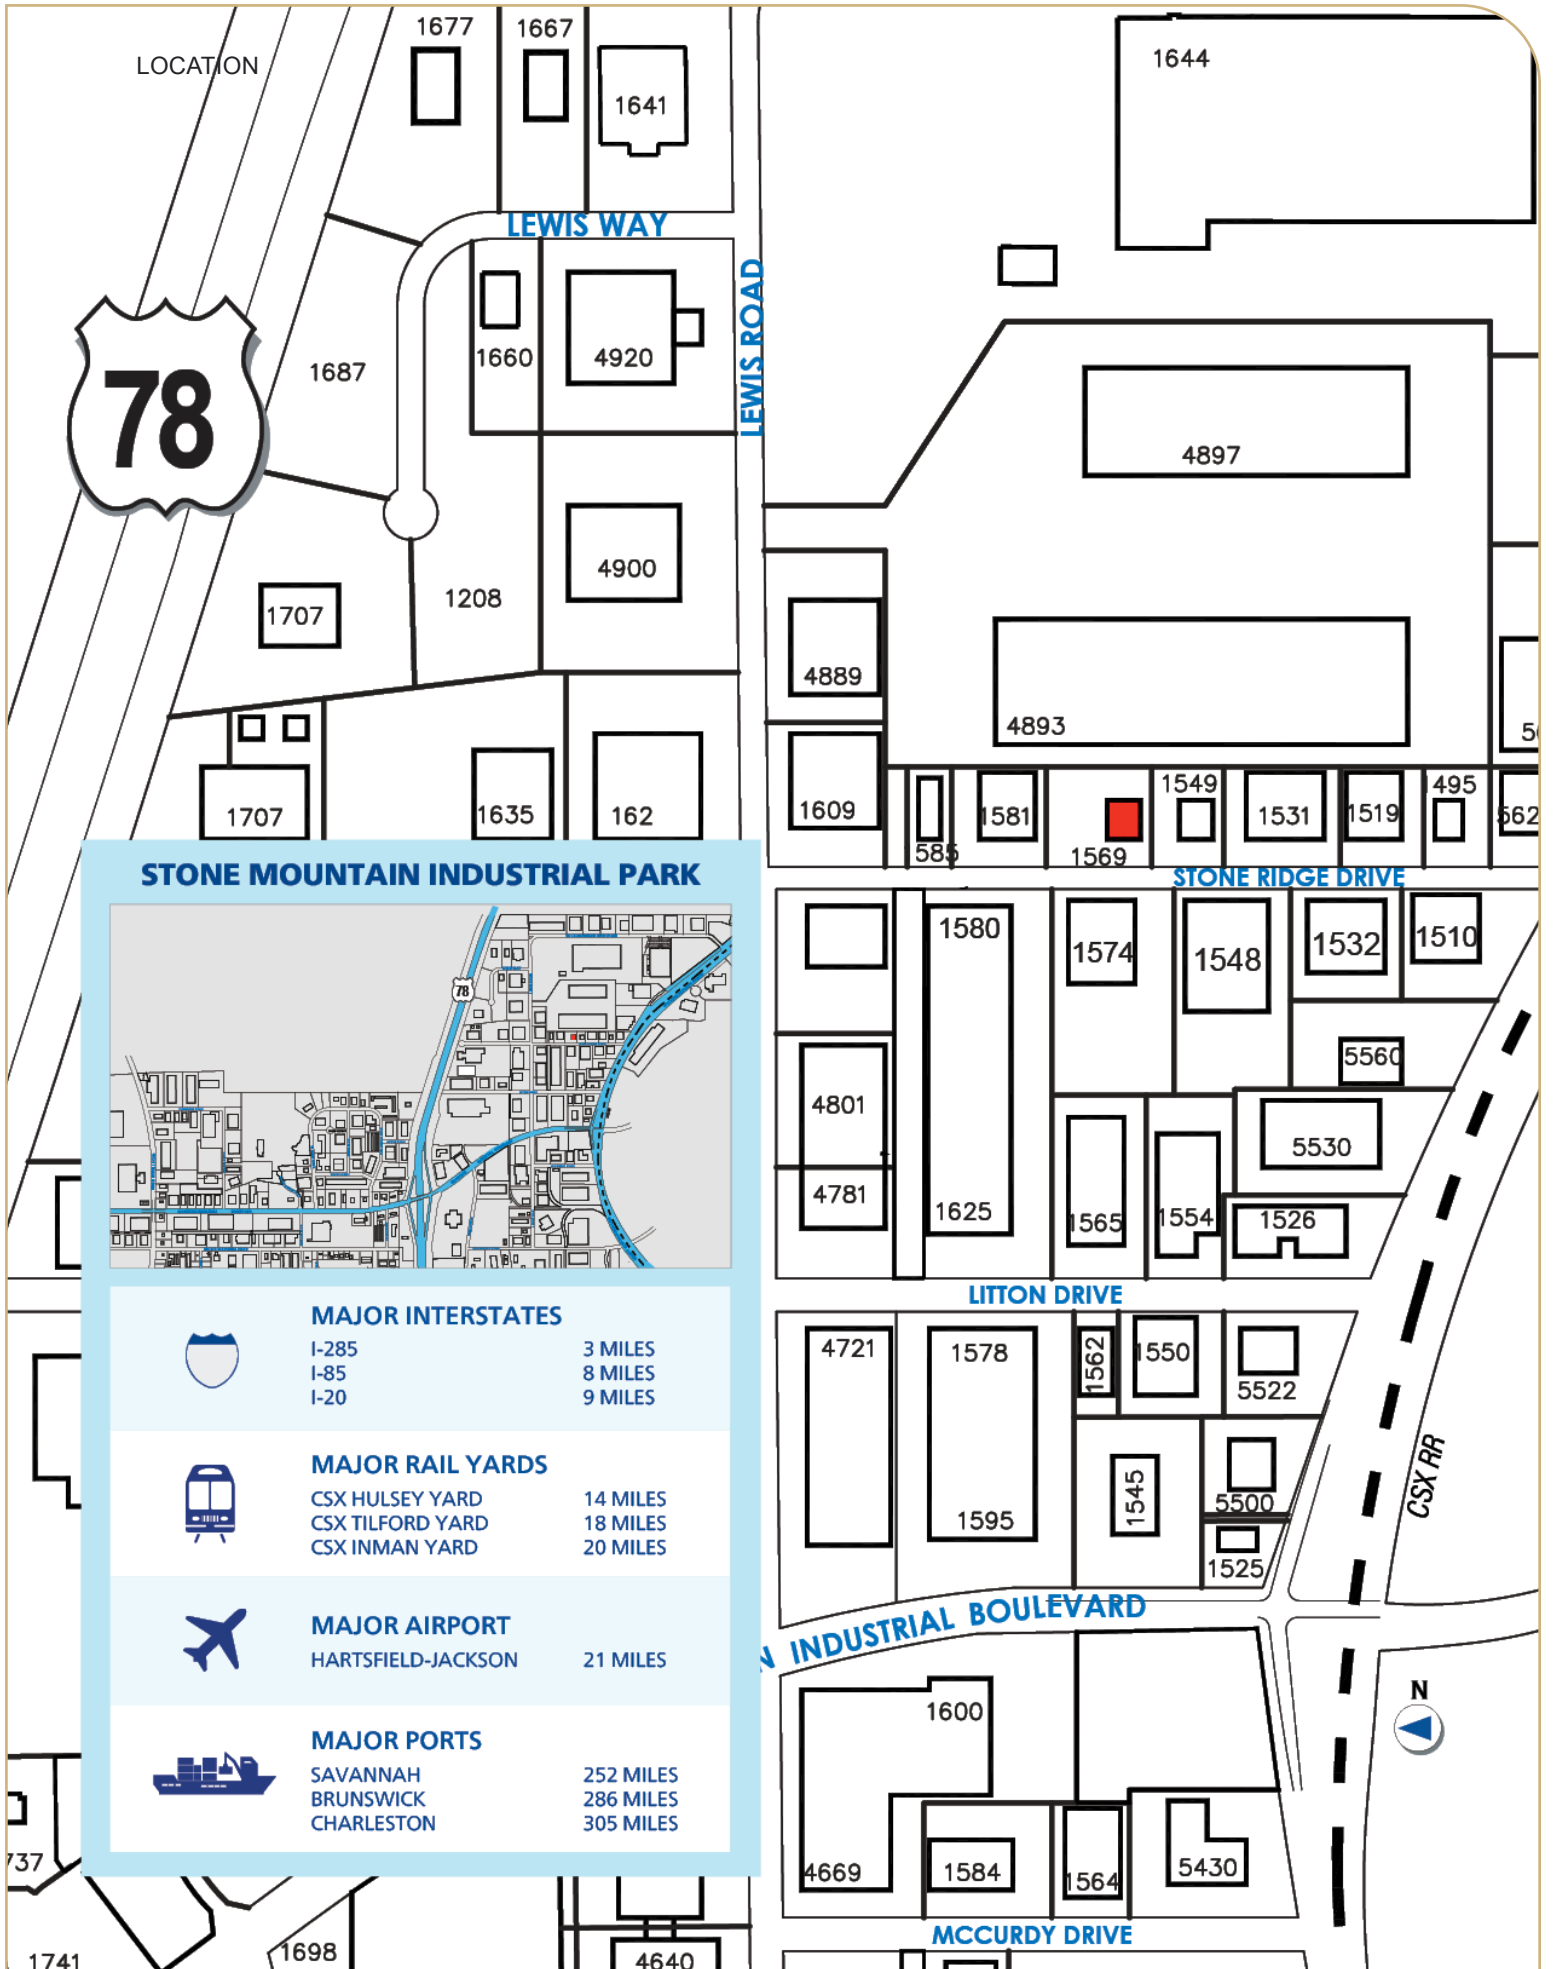 LOCATION
1677
1667
1641
1644
LEWIS WAY
LEWIS ROAD
78
1687
1660
4920
4897
4900
1707
1208
4889
4893
1707
1635
162
1609
585
1581
1569
1549
1531
1519
495
562
STONE RIDGE DRIVE
1580
1574
1548
1532
1510
5560
4801
5530
4781
1625
1565
1554
1526
LITTON DRIVE
4721
1578
1562
1550
5522
1545
5500
1595
1525
CSX RR
N INDUSTRIAL BOULEVARD
N
1600
4669
1584
1564
5430
MCCURDY DRIVE
737
1741
1698
4640
STONE MOUNTAIN INDUSTRIAL PARK
78
MAJOR INTERSTATES
I-285 3 MILES
I-85 8 MILES
I-20 9 MILES
MAJOR RAIL YARDS
CSX HULSEY YARD 14 MILES
CSX TILFORD YARD 18 MILES
CSX INMAN YARD 20 MILES
MAJOR AIRPORT
HARTSFIELD-JACKSON 21 MILES
MAJOR PORTS
SAVANNAH 252 MILES
BRUNSWICK 286 MILES
CHARLESTON 305 MILES